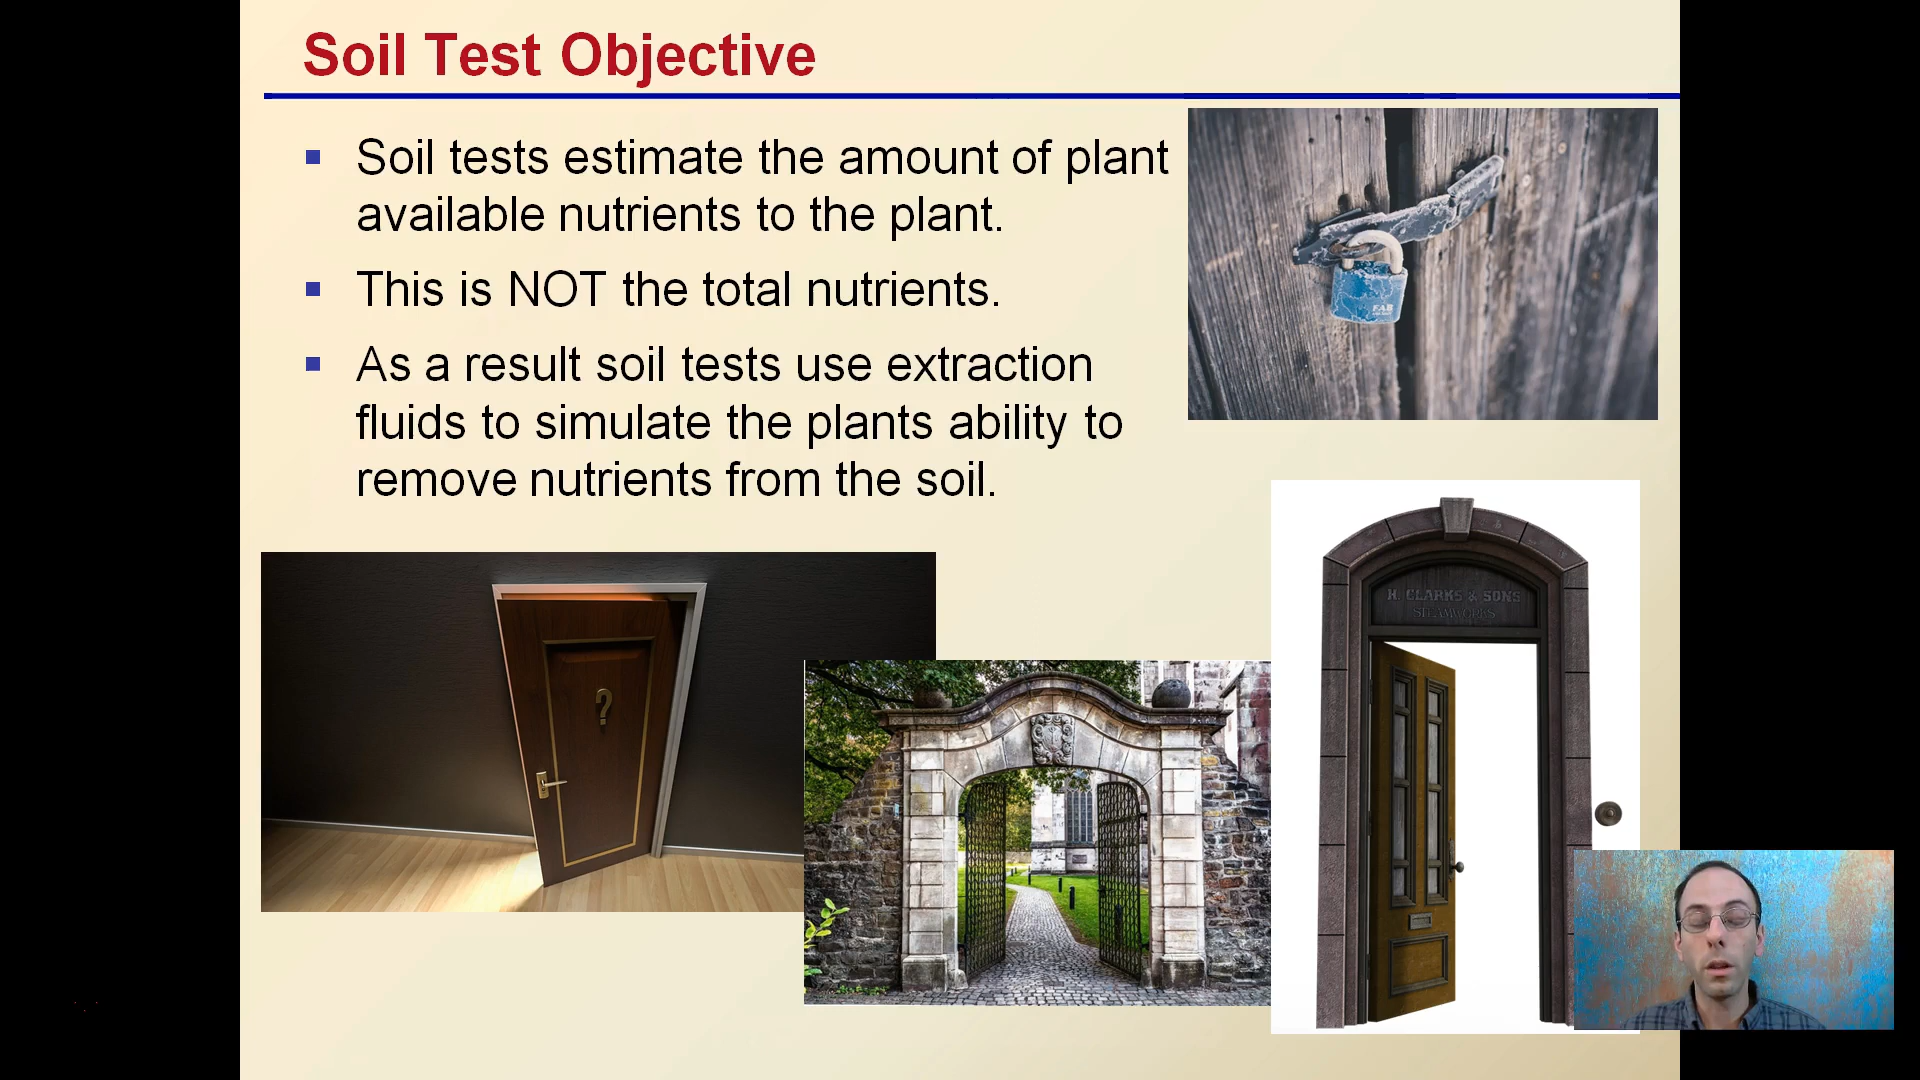 Soil Test Objective
Soil tests estimate the amount of plant
available nutrients to the plant.
This is NOT the total nutrients.
As a result soil tests use extraction
fluids to simulate the plants ability to
remove nutrients from the soil.
FAB
?
H. CLARKS & SONS
STEAMWORKS